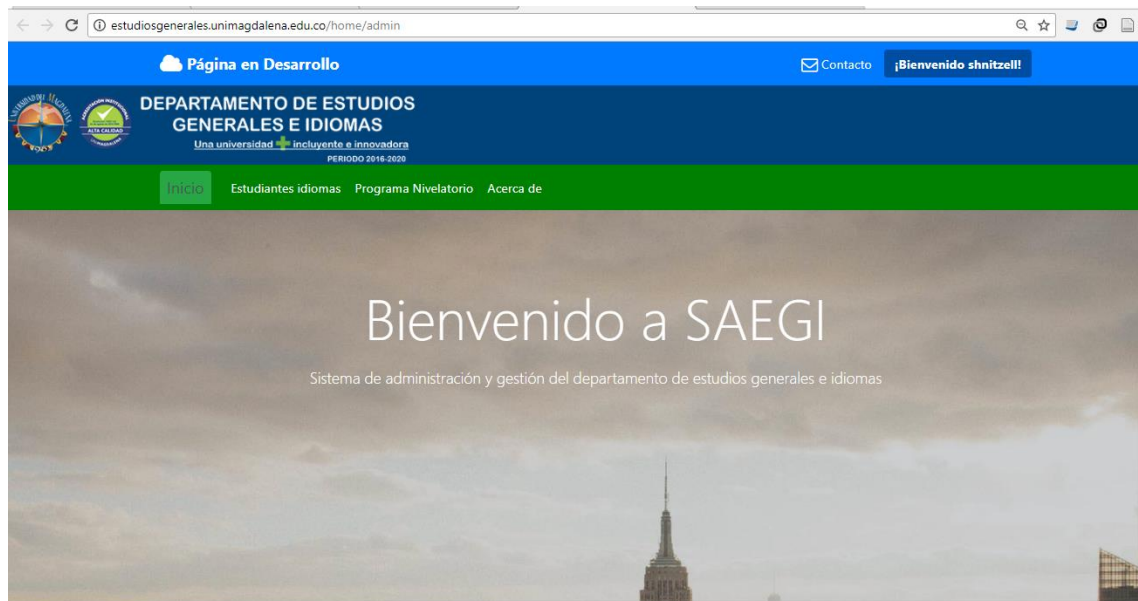 estudiosgenerales.unimagdalena.edu.co/home/admin
Página en Desarrollo
Contacto
¡Bienvenido shnitzell!
DEPARTAMENTO DE ESTUDIOS
GENERALES E IDIOMAS
Una universidad incluyente e innovadora
PERIODO 2016-2020
ALTA CALIDAD
Inicio
Estudiantes idiomas
Programa Nivelatorio
Acerca de
Bienvenido a SAEGI
Sistema de administración y gestión del departamento de estudios generales e idiomas